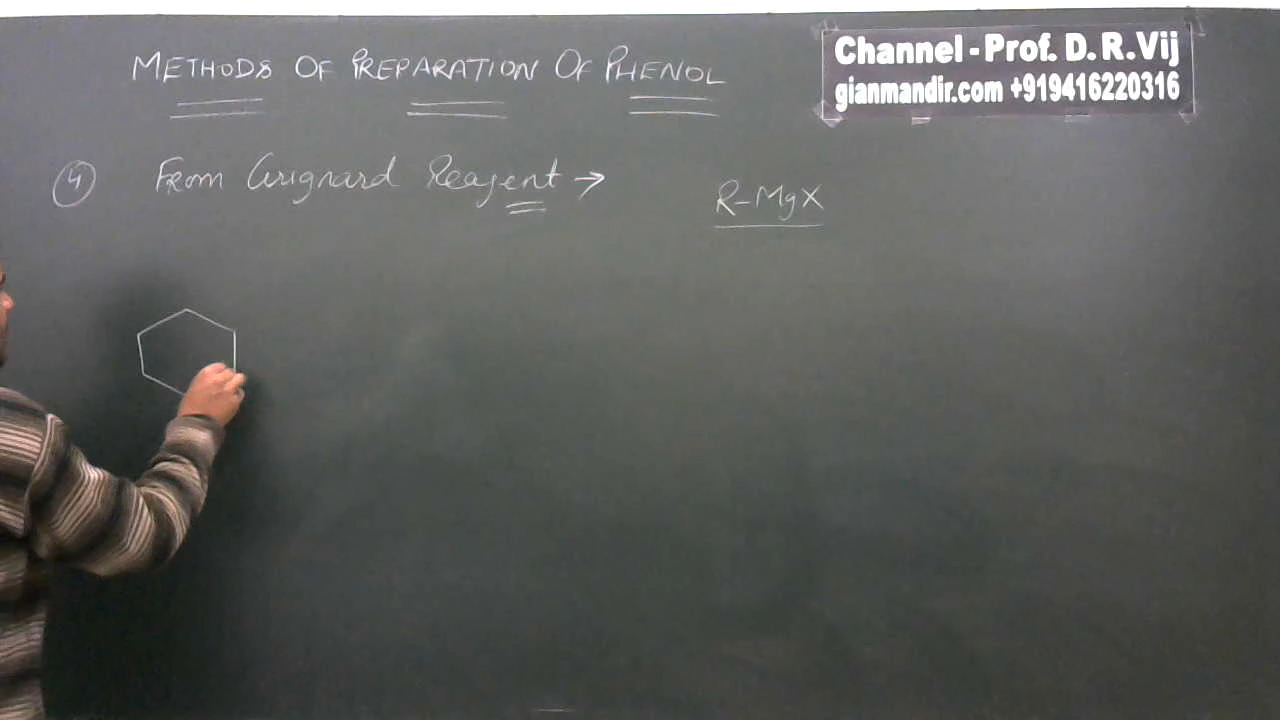 METHODS OF PREPARATION OF PHENOL
Channel - Prof. D. R. Vij
gianmandir.com +919416220316
4 From Grignard Reagent →
R-MgX